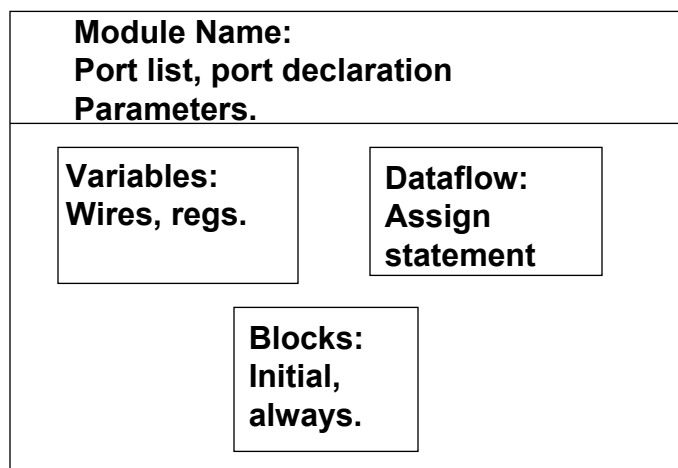 Module Name:
Port list, port declaration
Parameters.
Variables:
Wires, regs.
Dataflow:
Assign
statement
Blocks:
Initial,
always.